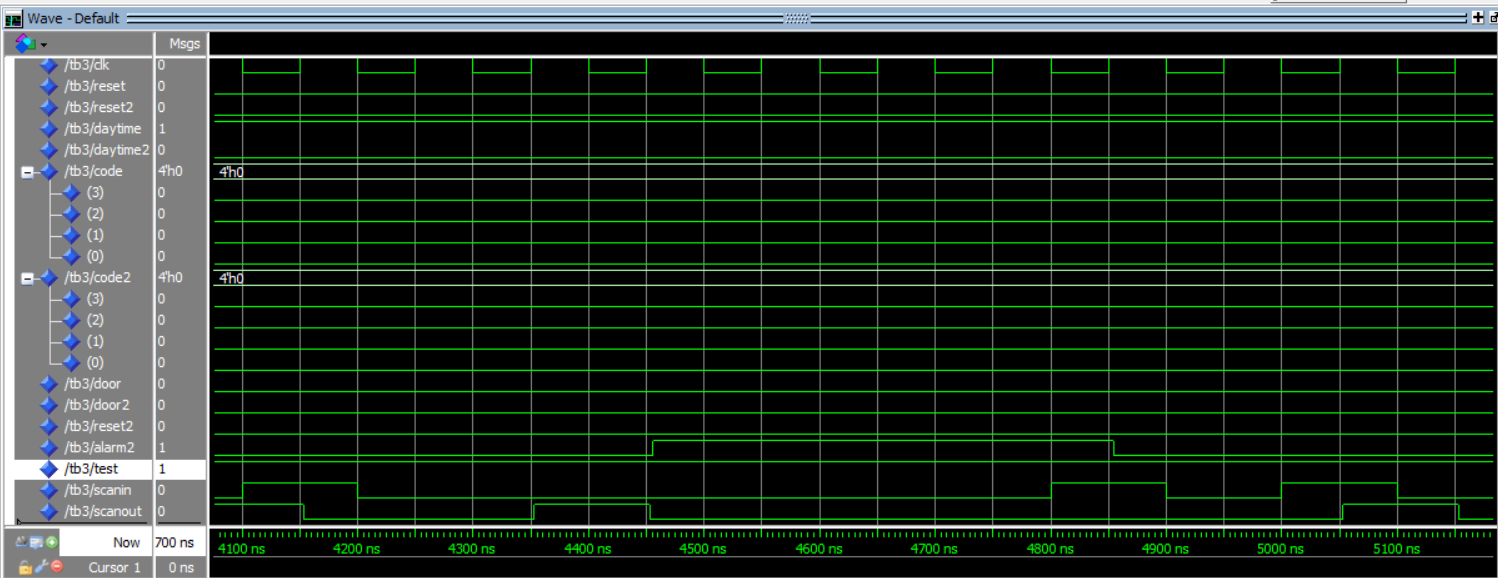 Wave - Default
Msgs
/tb3/clk 0
/tb3/reset 0
/tb3/reset2 0
/tb3/daytime 1
/tb3/daytime2 0
/tb3/code 4'h0 4'h0
(3) 0
(2) 0
(1) 0
(0) 0
/tb3/code2 4'h0 4'h0
(3) 0
(2) 0
(1) 0
(0) 0
/tb3/door 0
/tb3/door2 0
/tb3/reset2 0
/tb3/alarm2 1
/tb3/test 1
/tb3/scanin 0
/tb3/scanout 0
Now 700 ns 4100 ns 4200 ns 4300 ns 4400 ns 4500 ns 4600 ns 4700 ns 4800 ns 4900 ns 5000 ns 5100 ns
Cursor 1 0 ns